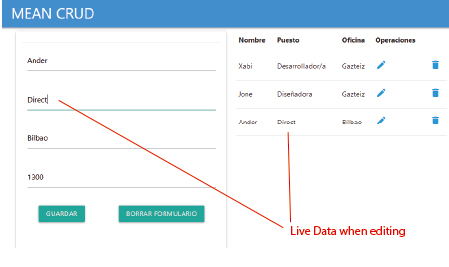 MEAN CRUD
Ander
Direct
Bilbao
1300
GUARDAR BORRAR FORMULARIO
Nombre Puesto Oficina Operaciones
Xabi Desarrollador/a Gazteiz
Jone Diseñadora Gazteiz
Ander Direct Bilbao
Live Data when editing